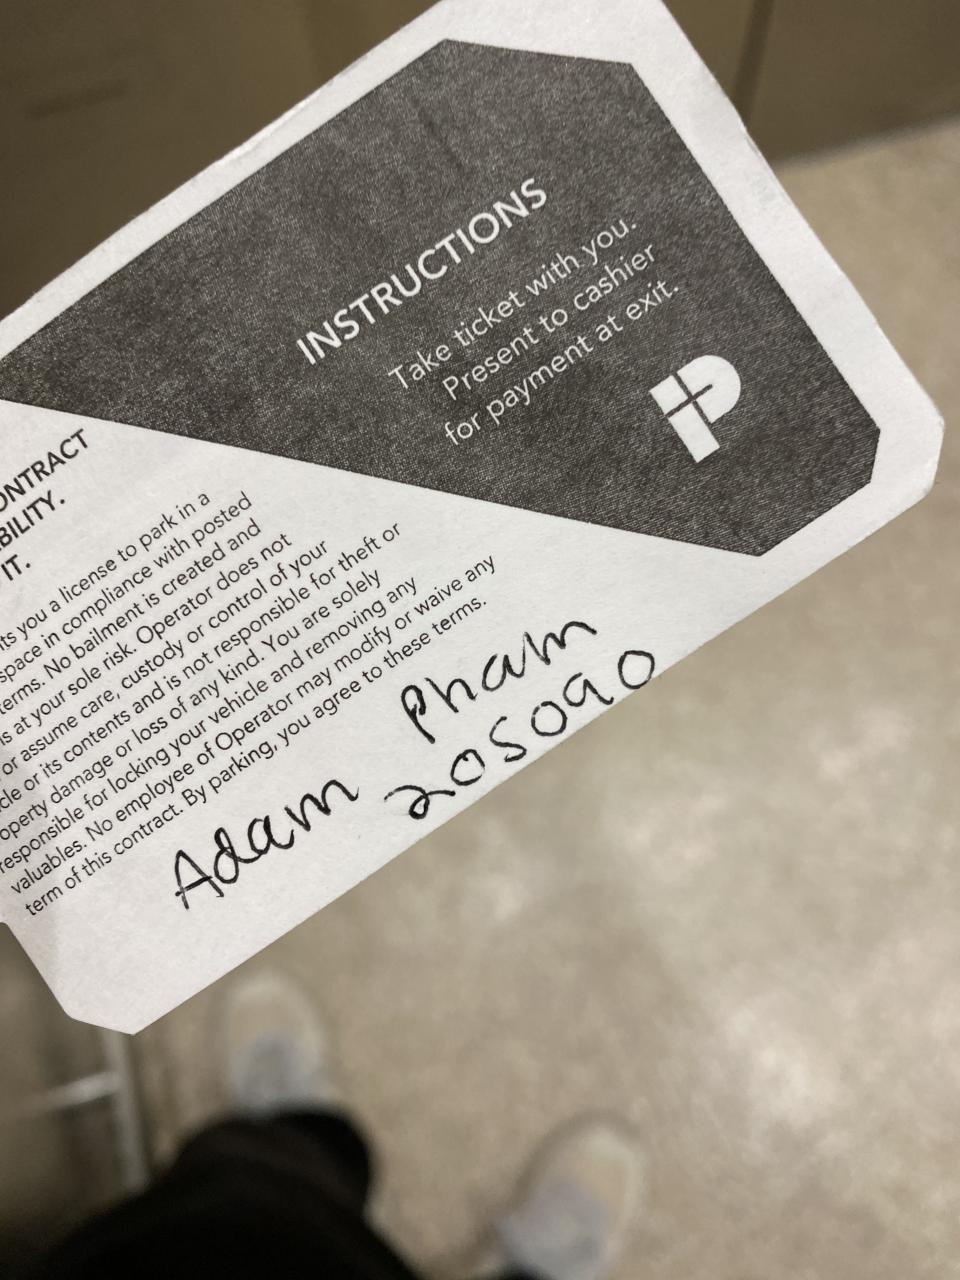 INSTRUCTIONS
Take ticket with you.
Present to cashier
for payment at exit.
P
ONTRACT
BILITY.
IT.
ts you a license to park in a
space in compliance with posted
terms. No bailment is created and
is at your sole risk. Operator does not
or assume care, custody or control of your
cle or its contents and is not responsible for theft or
operty damage or loss of any kind. You are solely
responsible for locking your vehicle and removing any
valuables. No employee of Operator may modify or waive any
term of this contract. By parking, you agree to these terms.
Adam Pham
205090